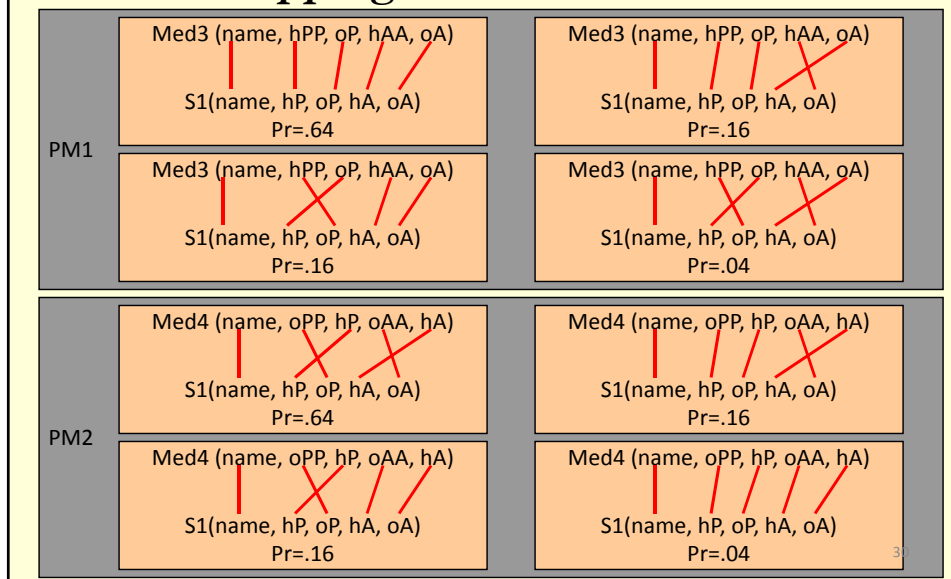 Med3 (name, hPP, oP, hAA, oA)
S1(name, hP, oP, hA, oA)
Pr=.64
Med3 (name, hPP, oP, hAA, oA)
S1(name, hP, oP, hA, oA)
Pr=.16
PM1
Med3 (name, hPP, oP, hAA, oA)
S1(name, hP, oP, hA, oA)
Pr=.16
Med3 (name, hPP, oP, hAA, oA)
S1(name, hP, oP, hA, oA)
Pr=.04
Med4 (name, oPP, hP, oAA, hA)
S1(name, hP, oP, hA, oA)
Pr=.64
Med4 (name, oPP, hP, oAA, hA)
S1(name, hP, oP, hA, oA)
Pr=.16
PM2
Med4 (name, oPP, hP, oAA, hA)
S1(name, hP, oP, hA, oA)
Pr=.16
Med4 (name, oPP, hP, oAA, hA)
S1(name, hP, oP, hA, oA)
Pr=.04